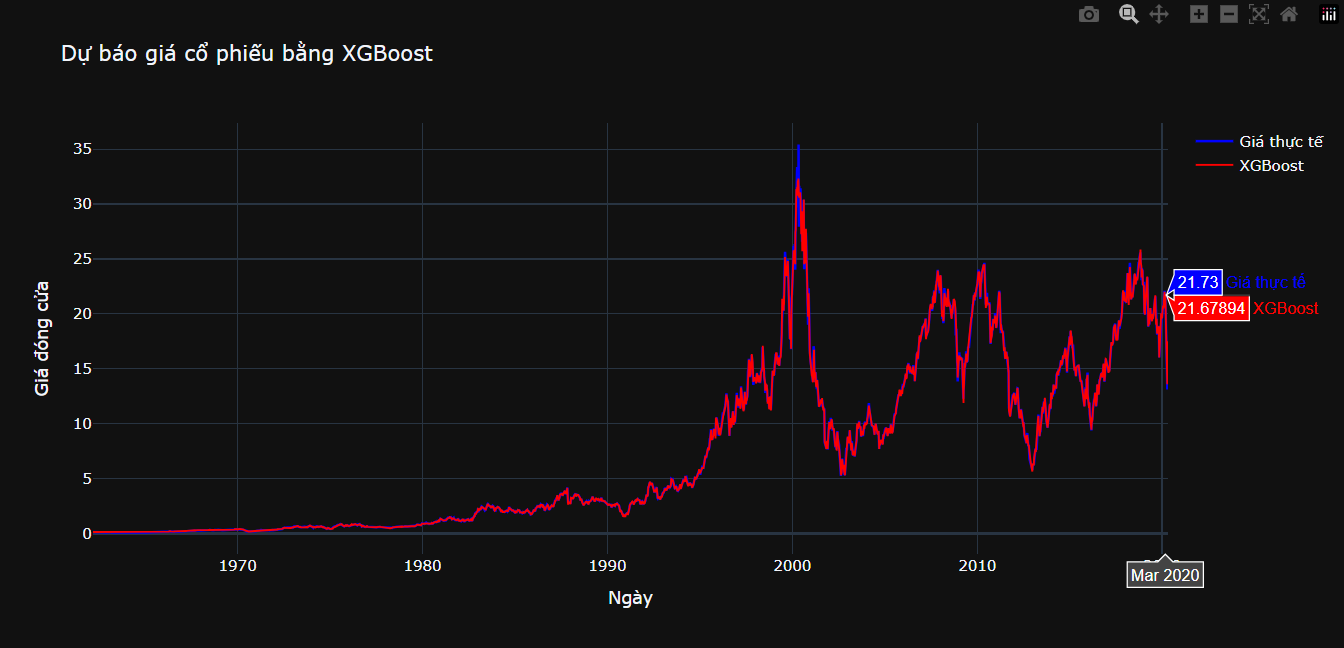 Dự báo giá cổ phiếu bằng XGBoost
Giá thực tế
XGBoost
35
30
25
20
15
10
5
0
Giá đóng cửa
21.73 Giá thực tế
21.67894 XGBoost
1970
1980
1990
2000
2010
Mar 2020
Ngày